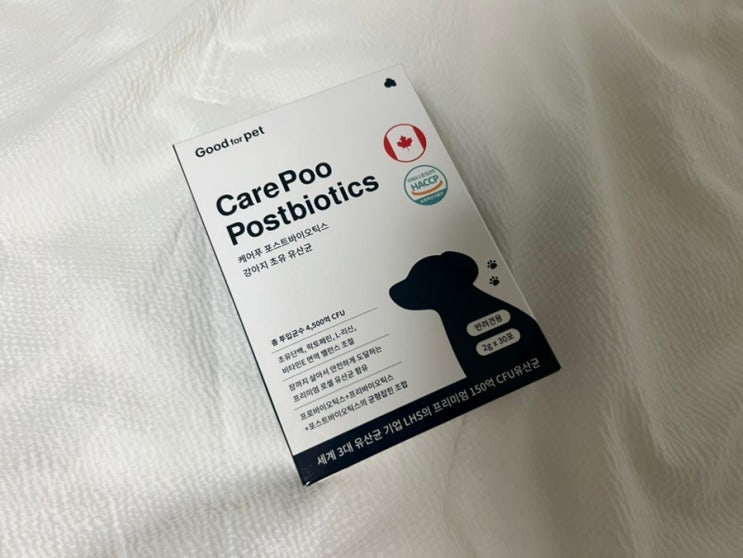 Good for pet
CarePoo
Postbiotics
케어푸 포스트바이오틱스
강아지 초유 유산균
HACCP
총 투입균수 4,500억 CFU
초유단백, 락토페린, L-라이신,
비타민E 면역 밸런스 조절
장까지 살아서 안전하게 도달하는
프리미엄 로셀 유산균 함유
프로바이오틱스+프리바이오틱스
+포스트바이오틱스의 균형잡힌 조합
반려견용
2g x 30포
세계 3대 유산균 기업 LHS의 프리미엄 150억 CFU유산균